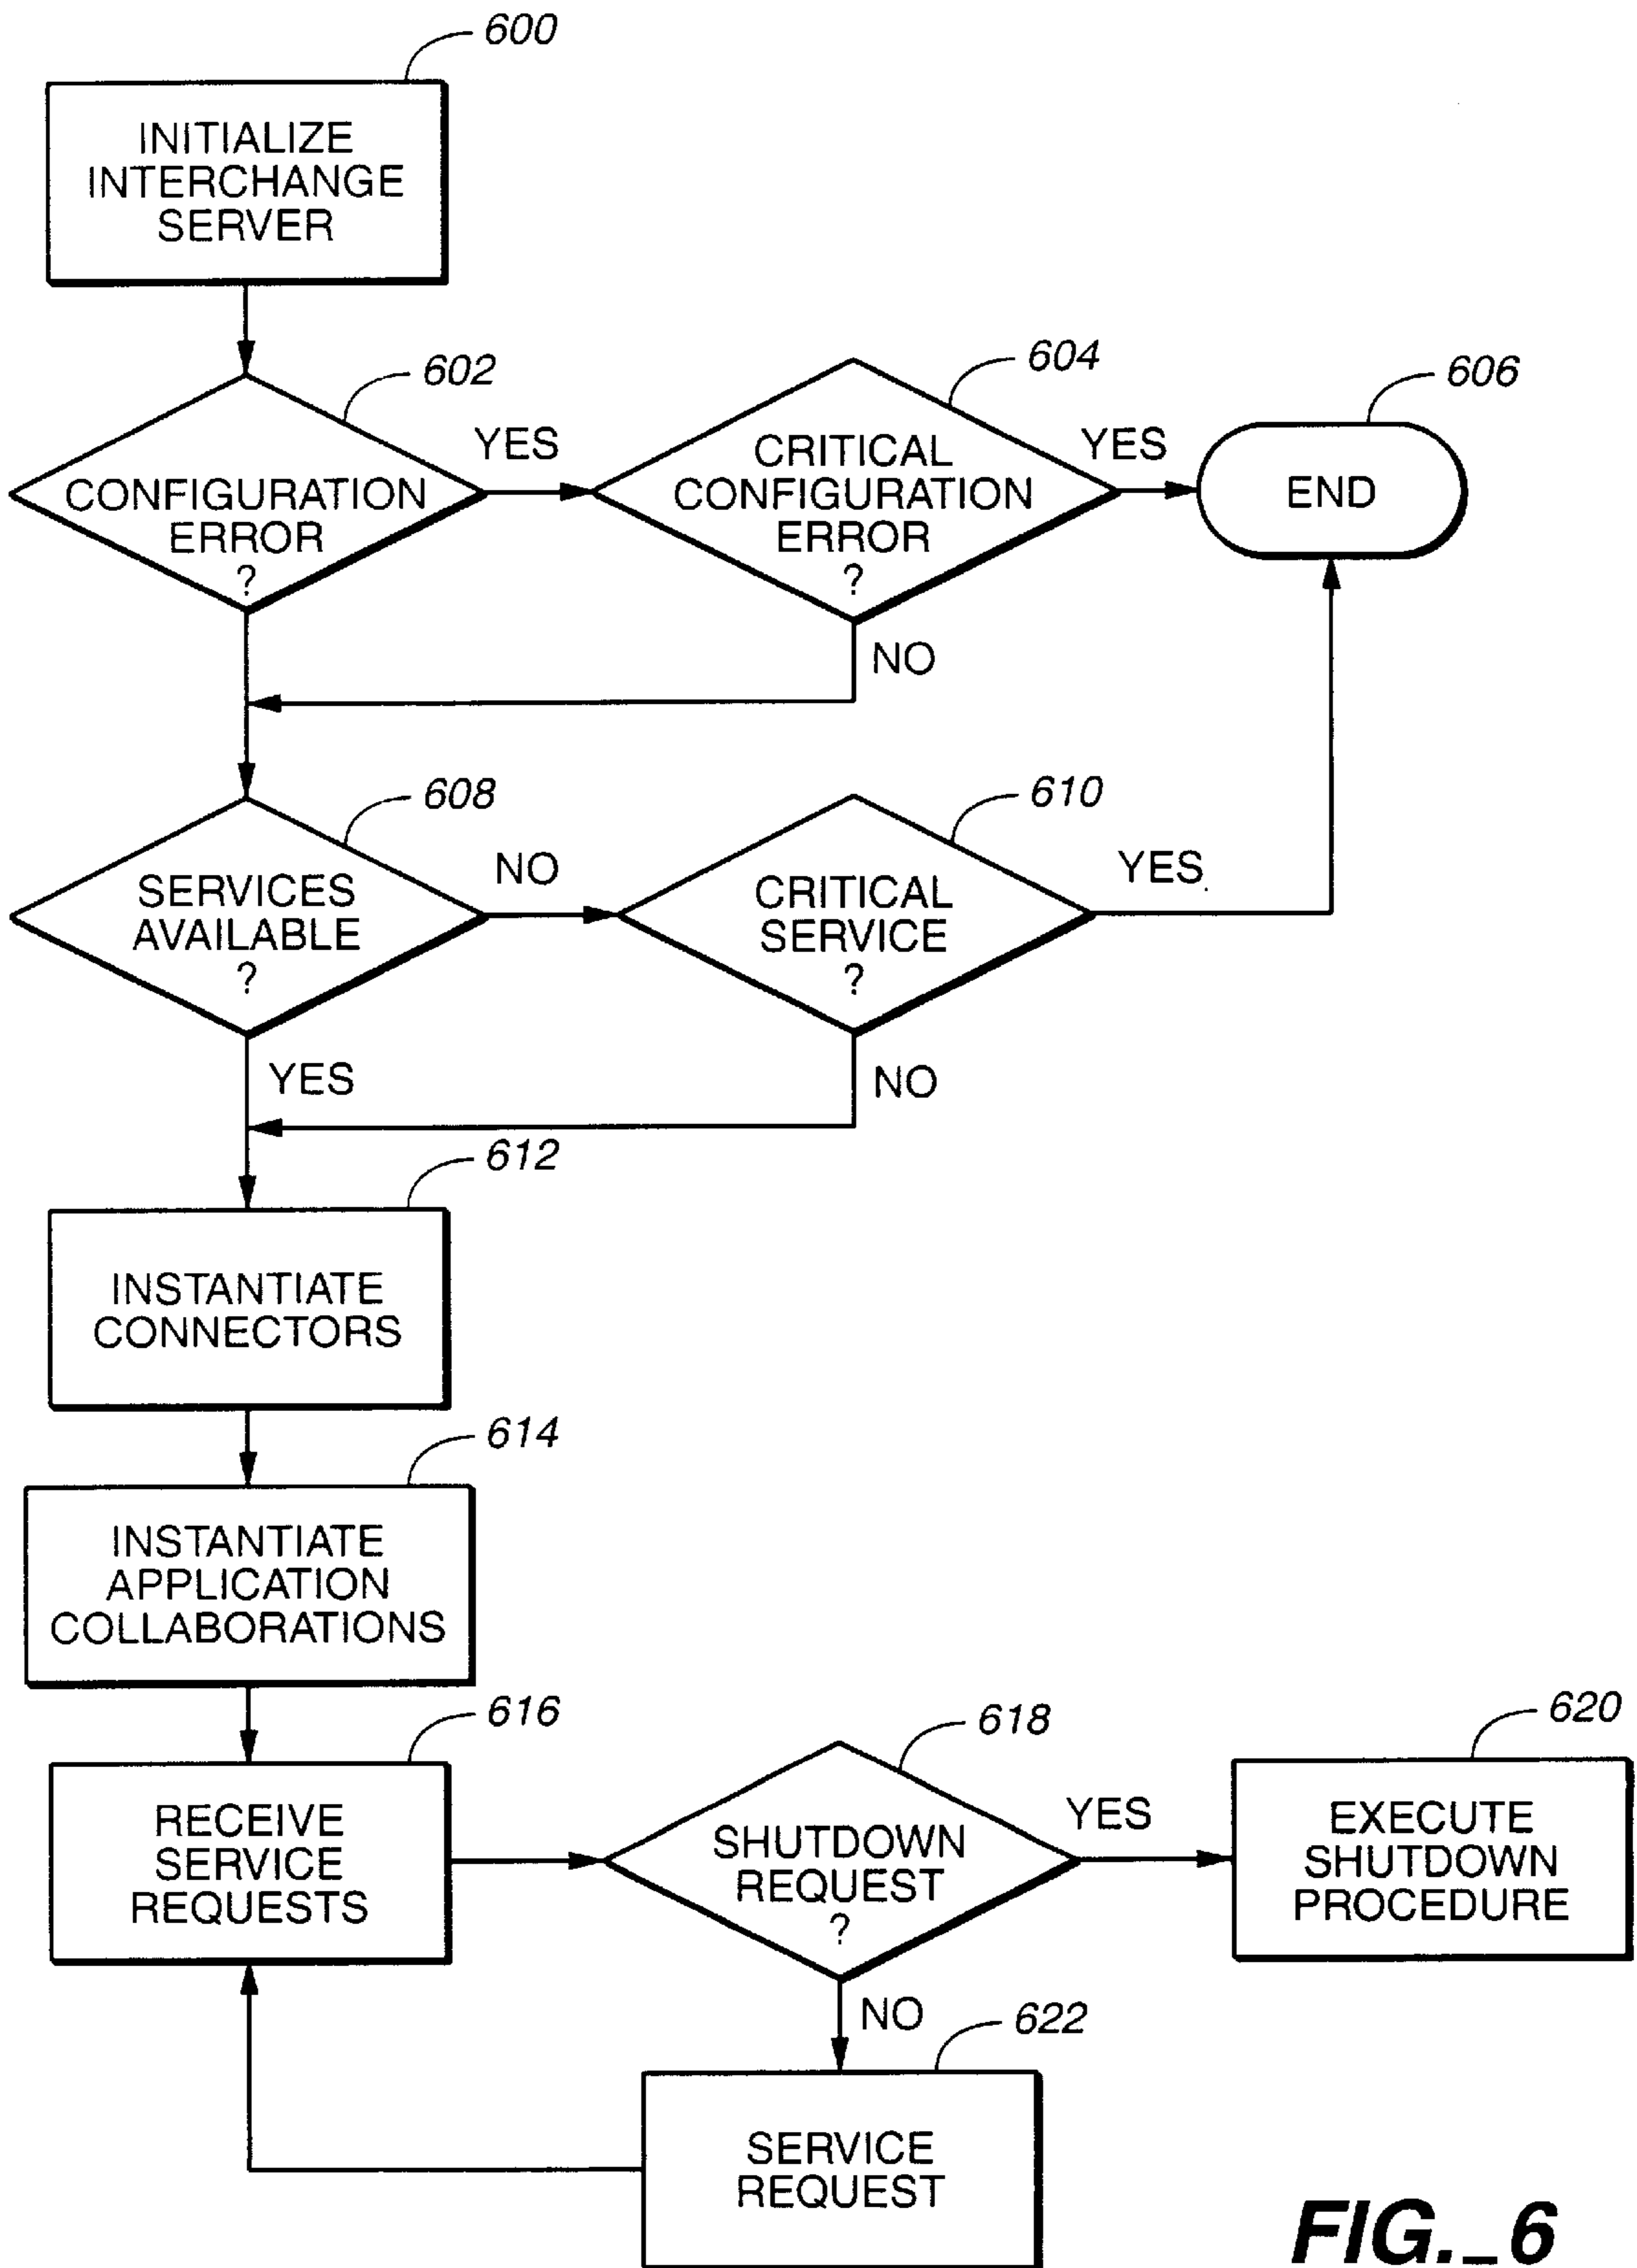 600
INITIALIZE
INTERCHANGE
SERVER
602
CONFIGURATION
ERROR
?
YES
604
CRITICAL
CONFIGURATION
ERROR
?
YES
606
END
NO
608
SERVICES
AVAILABLE
?
NO
610
CRITICAL
SERVICE
?
YES
YES
NO
612
INSTANTIATE
CONNECTORS
614
INSTANTIATE
APPLICATION
COLLABORATIONS
616
RECEIVE
SERVICE
REQUESTS
618
SHUTDOWN
REQUEST
?
YES
620
EXECUTE
SHUTDOWN
PROCEDURE
NO
622
SERVICE
REQUEST
FIG._6